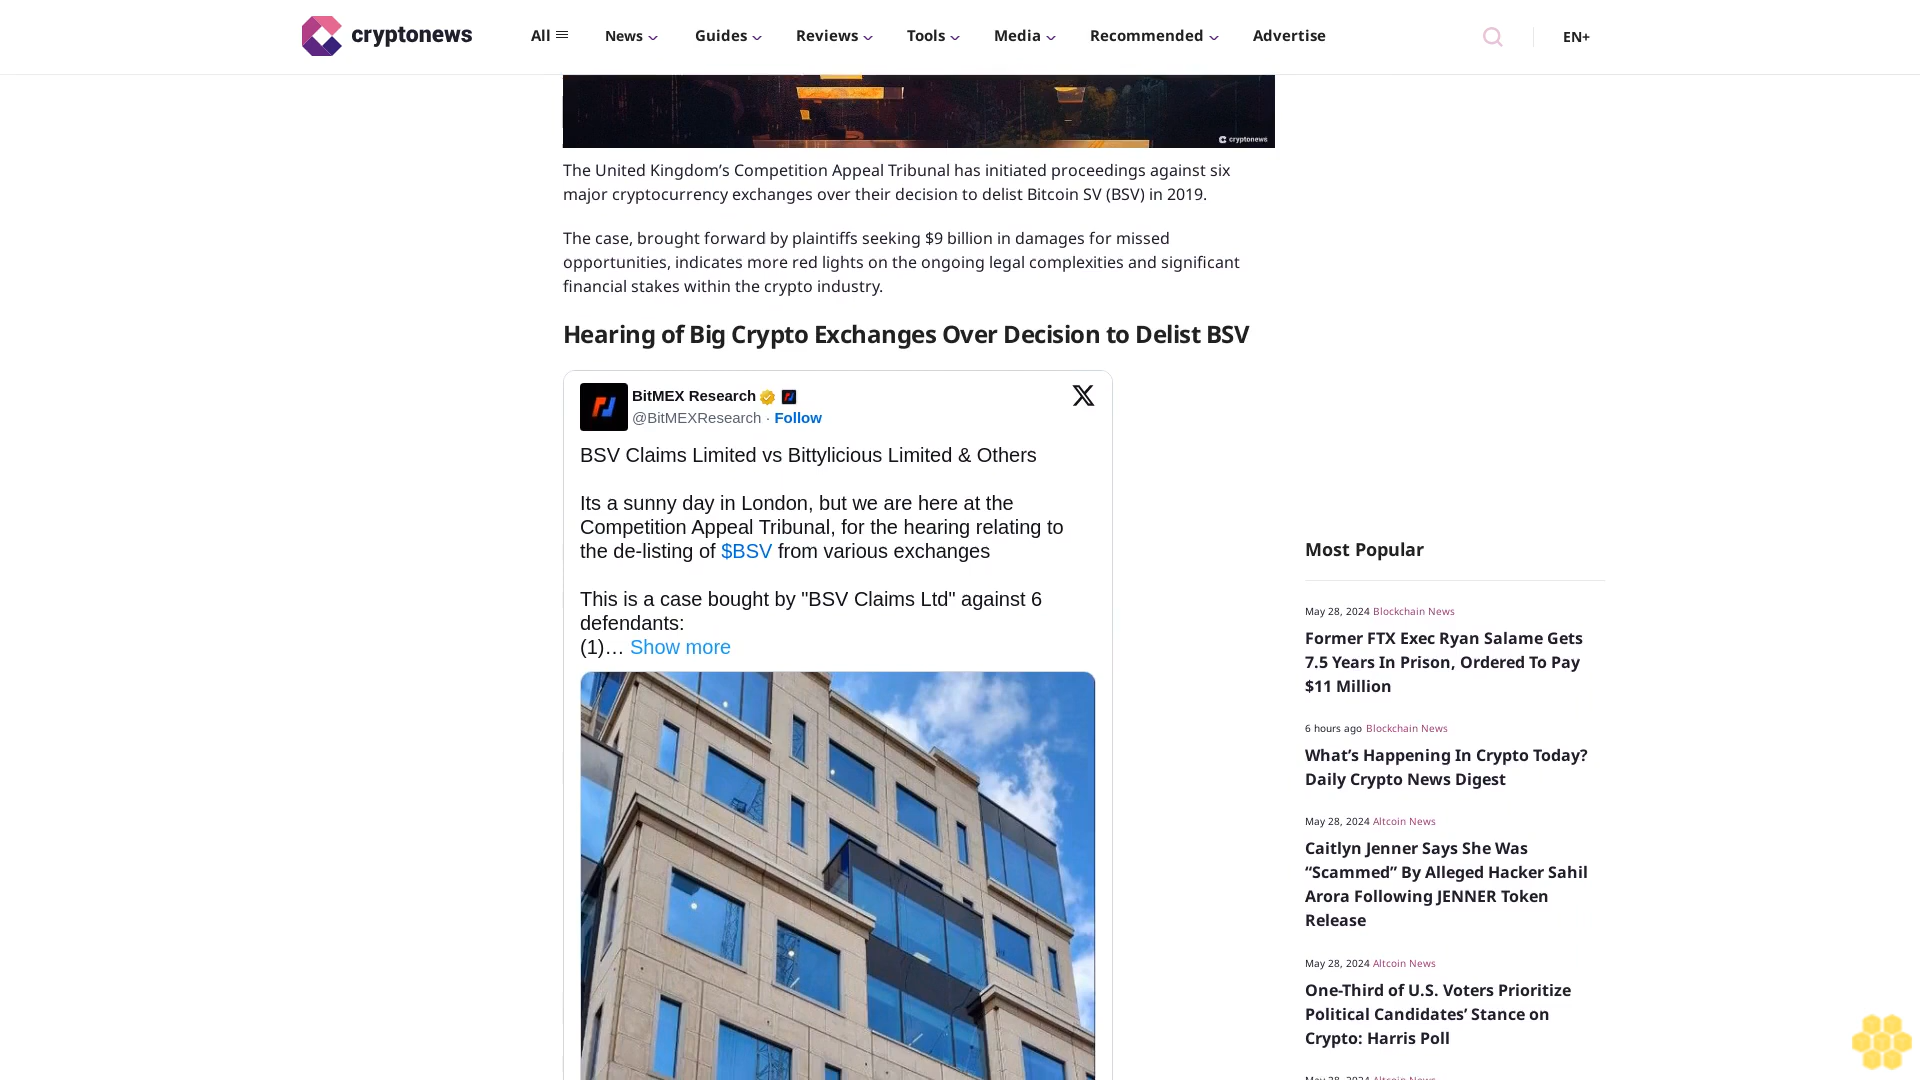 cryptonews
All
News
Guides
Reviews
Tools
Media
Recommended
Advertise
EN+
cryptonews
The United Kingdom’s Competition Appeal Tribunal has initiated proceedings against six
major cryptocurrency exchanges over their decision to delist Bitcoin SV (BSV) in 2019.
The case, brought forward by plaintiffs seeking $9 billion in damages for missed
opportunities, indicates more red lights on the ongoing legal complexities and significant
financial stakes within the crypto industry.
Hearing of Big Crypto Exchanges Over Decision to Delist BSV
BitMEX Research
@BitMEXResearch · Follow
BSV Claims Limited vs Bittylicious Limited & Others
Its a sunny day in London, but we are here at the
Competition Appeal Tribunal, for the hearing relating to
the de-listing of $BSV from various exchanges
This is a case bought by "BSV Claims Ltd" against 6
defendants:
(1)… Show more
Most Popular
May 28, 2024 Blockchain News
Former FTX Exec Ryan Salame Gets
7.5 Years In Prison, Ordered To Pay
$11 Million
6 hours ago Blockchain News
What’s Happening In Crypto Today?
Daily Crypto News Digest
May 28, 2024 Altcoin News
Caitlyn Jenner Says She Was
“Scammed” By Alleged Hacker Sahil
Arora Following JENNER Token
Release
May 28, 2024 Altcoin News
One-Third of U.S. Voters Prioritize
Political Candidates’ Stance on
Crypto: Harris Poll
May 28, 2024 Altcoin News